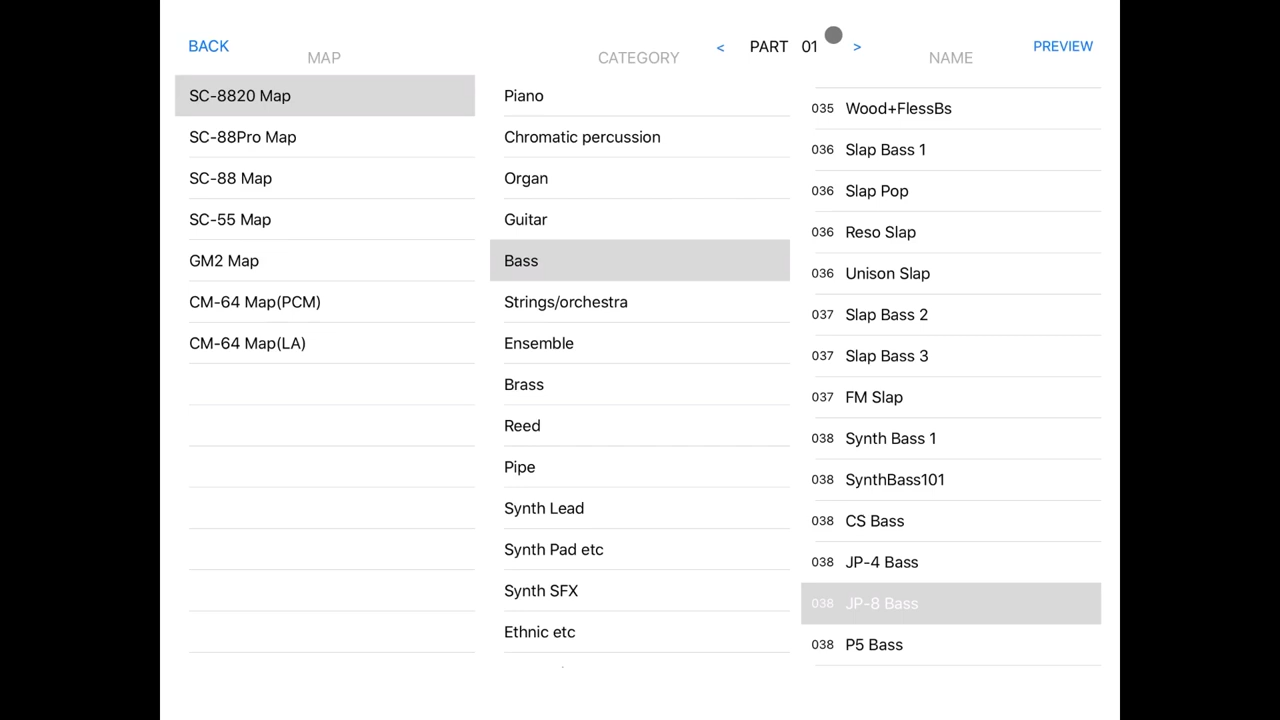 BACK
< PART 01 >
PREVIEW
MAP
CATEGORY
NAME
SC-8820 Map
SC-88Pro Map
SC-88 Map
SC-55 Map
GM2 Map
CM-64 Map(PCM)
CM-64 Map(LA)
Piano
Chromatic percussion
Organ
Guitar
Bass
Strings/orchestra
Ensemble
Brass
Reed
Pipe
Synth Lead
Synth Pad etc
Synth SFX
Ethnic etc
035 Wood+FlessBs
036 Slap Bass 1
036 Slap Pop
036 Reso Slap
036 Unison Slap
037 Slap Bass 2
037 Slap Bass 3
037 FM Slap
038 Synth Bass 1
038 SynthBass101
038 CS Bass
038 JP-4 Bass
038 JP-8 Bass
038 P5 Bass